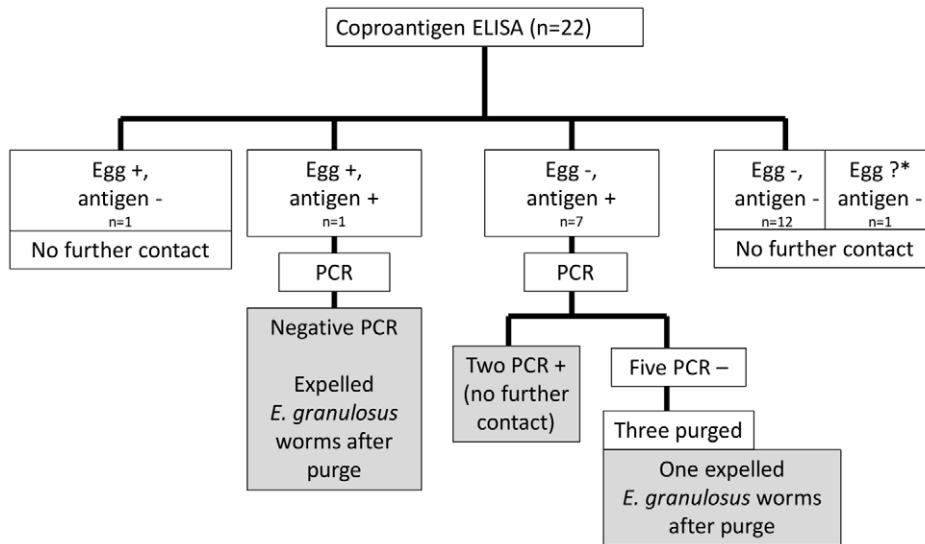 Coproantigen ELISA (n=22)
Egg +,
antigen -
n=1
No further contact
Egg +,
antigen +
n=1
PCR
Negative PCR
Expelled
E. granulosus
worms after
purge
Egg -,
antigen +
n=7
PCR
Two PCR +
(no further
contact)
Five PCR –
Three purged
One expelled
E. granulosus worms
after purge
Egg -,
antigen -
n=12
Egg ?*
antigen -
n=1
No further contact